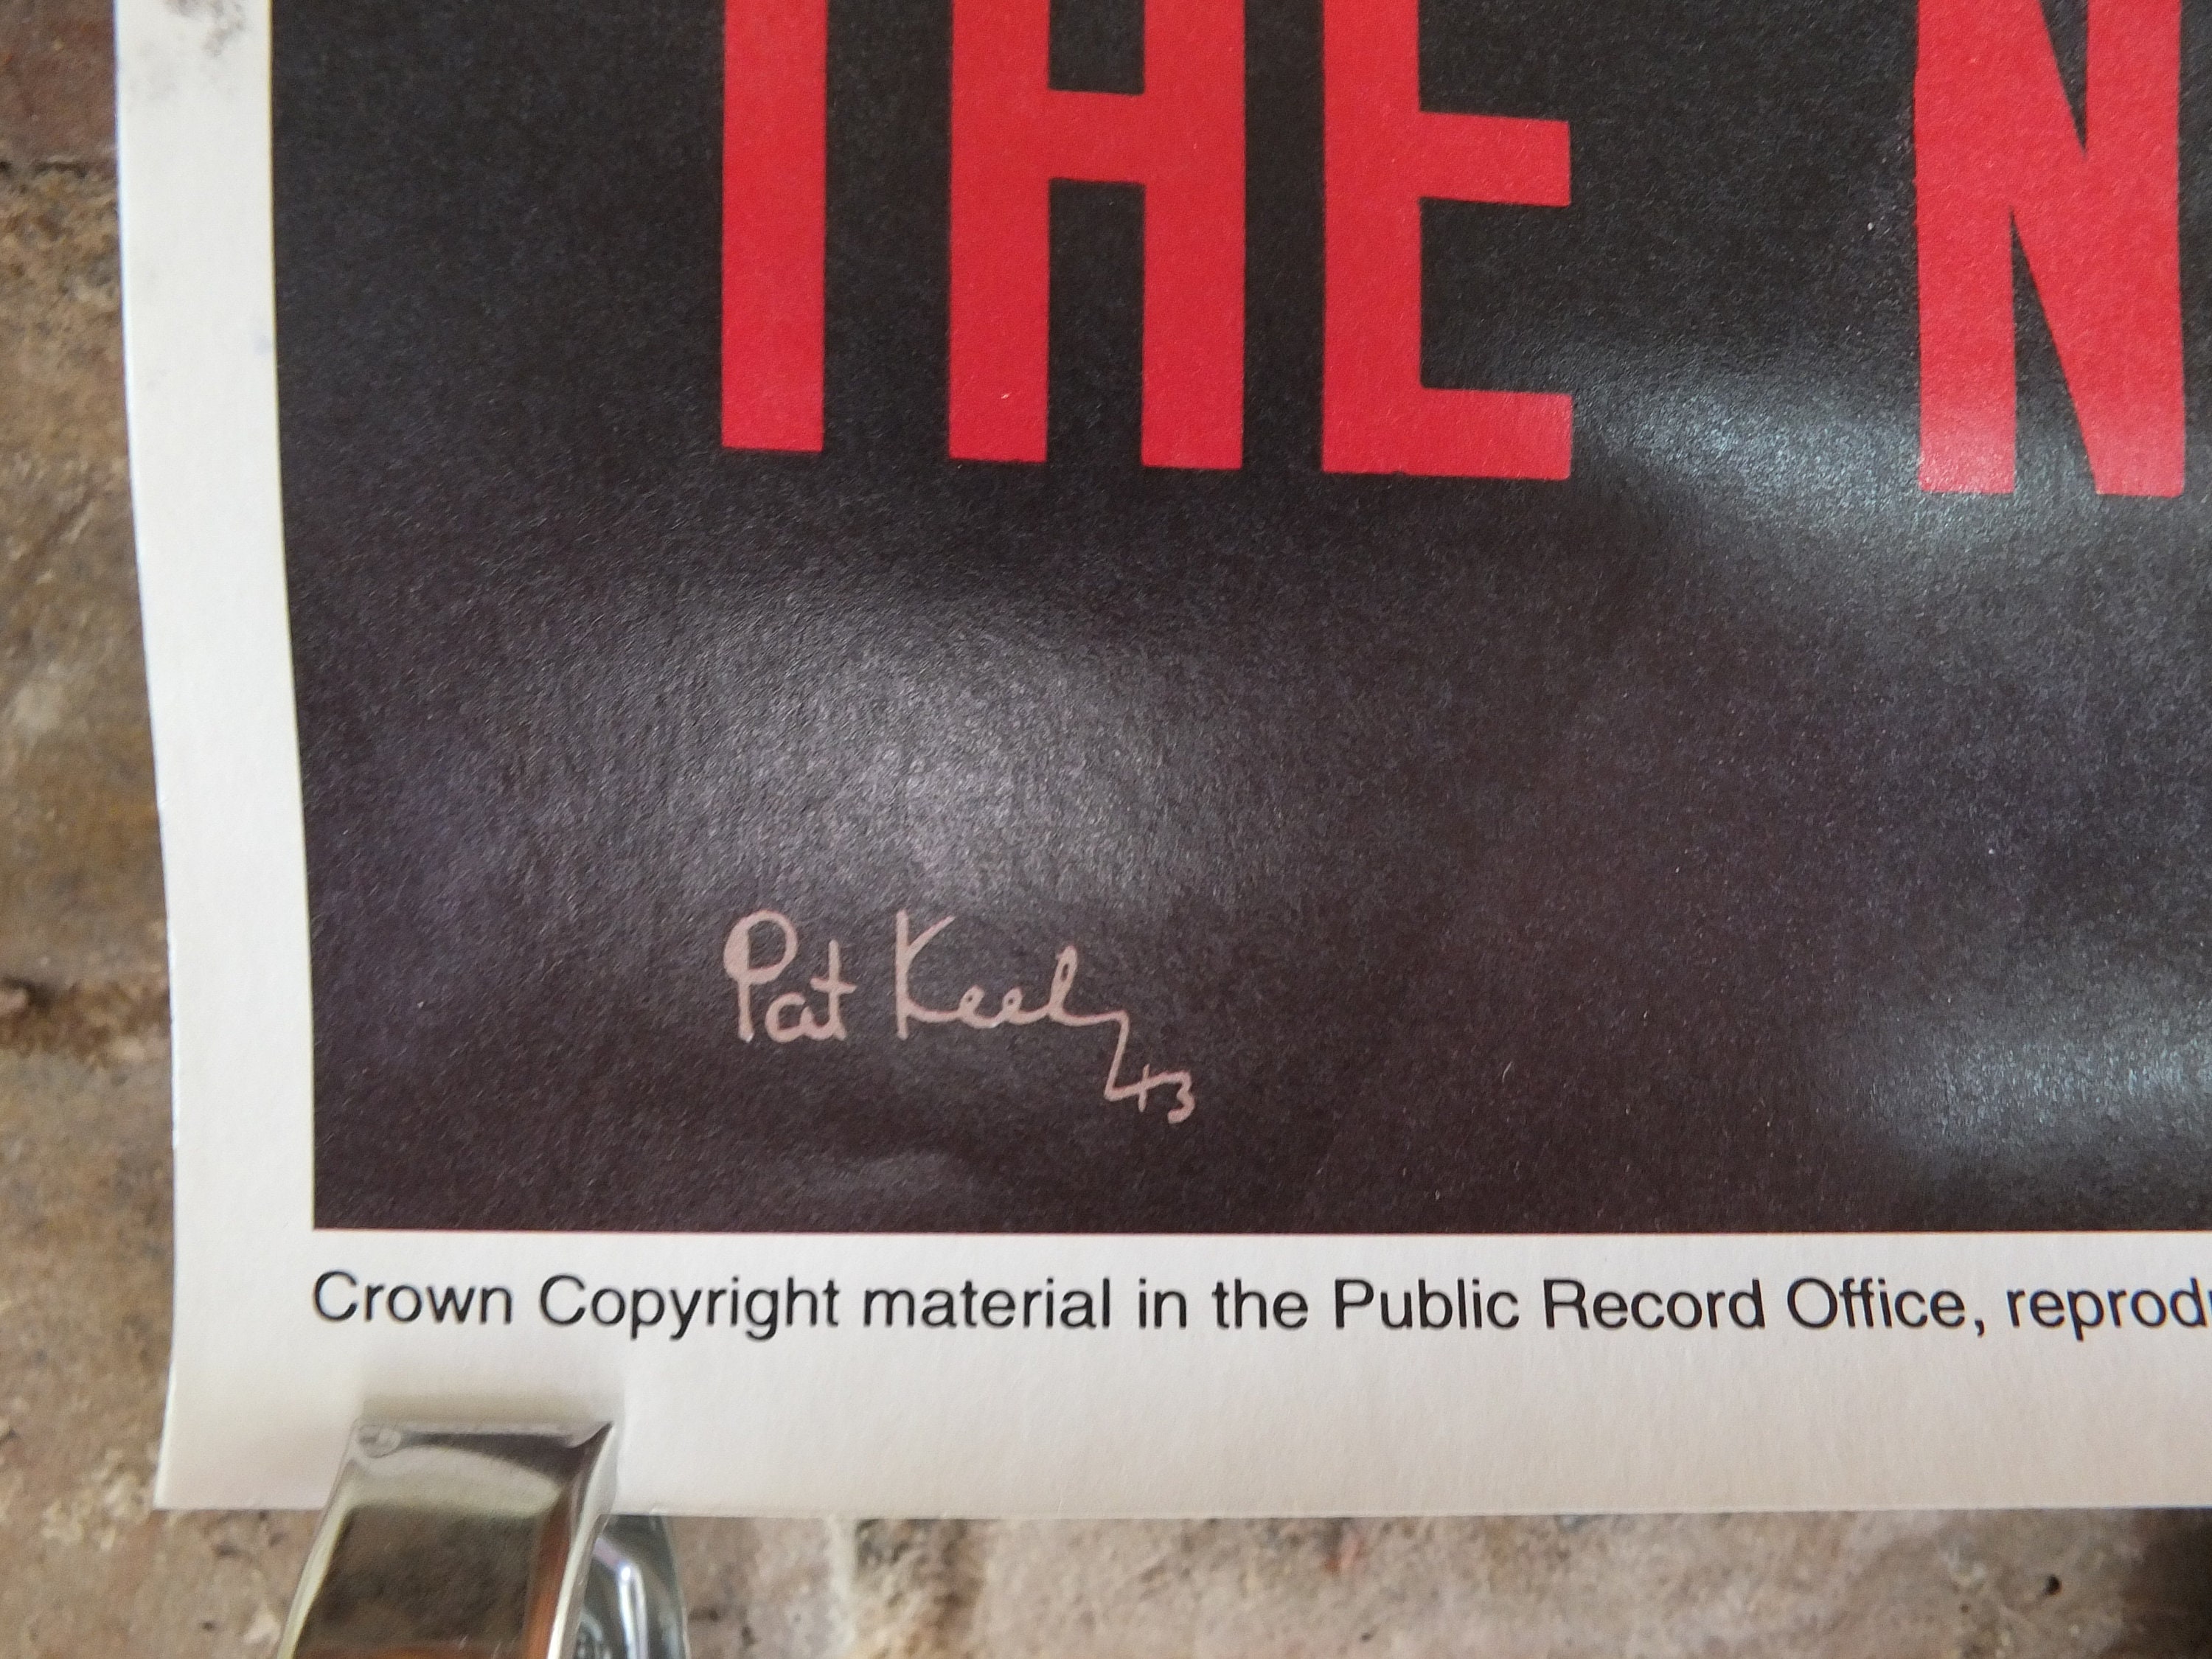 THE N
Pat Keely
43
Crown Copyright material in the Public Record Office, reprod